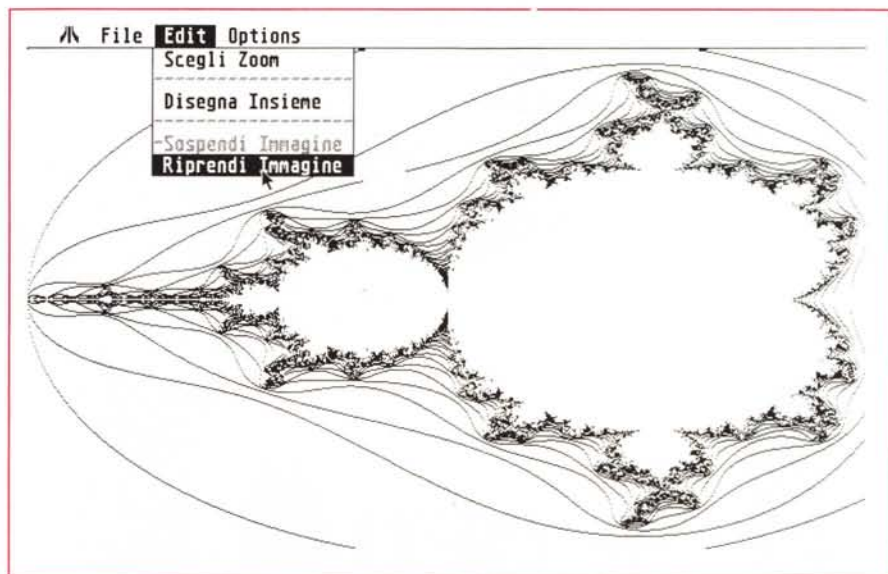 File Edit Options
Scegli Zoom
Disegna Insieme
Sospendi Immagine
Riprendi Immagine